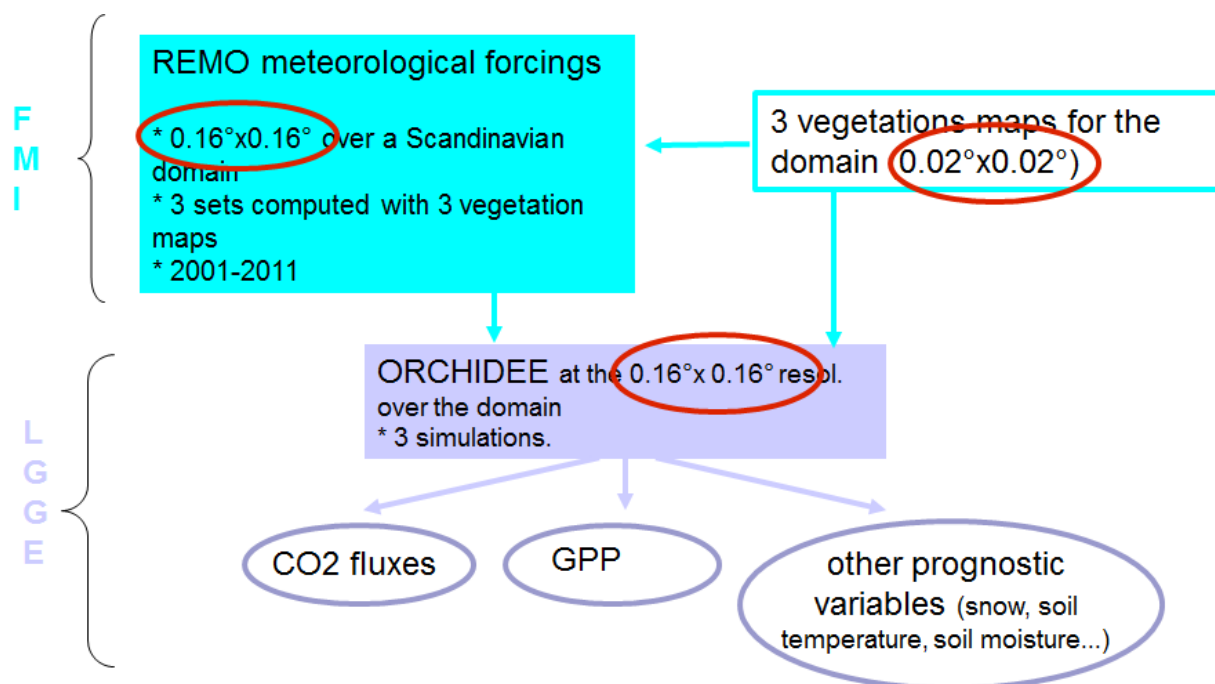 F
M
I
REMO meteorological forcings
* 0.16°x0.16° over a Scandinavian
domain
* 3 sets computed with 3 vegetation
maps
* 2001-2011
3 vegetations maps for the
domain (0.02°x0.02°)
L
G
G
E
ORCHIDEE at the 0.16°x 0.16° resol.
over the domain
* 3 simulations.
CO2 fluxes
GPP
other prognostic
variables (snow, soil
temperature, soil moisture...)